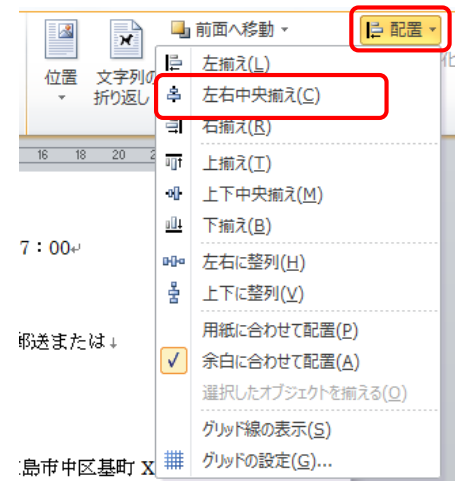 前面へ移動
配置
位置
文字列の
折り返し
左揃え(L)
左右中央揃え(C)
右揃え(R)
上揃え(T)
上下中央揃え(M)
下揃え(B)
左右に整列(H)
上下に整列(V)
用紙に合わせて配置(P)
余白に合わせて配置(A)
選択したオブジェクトを揃える(O)
グリッド線の表示(S)
グリッドの設定(G)...
16 18 20 2
7：00↵
郵送または↓
島市中区基町 X